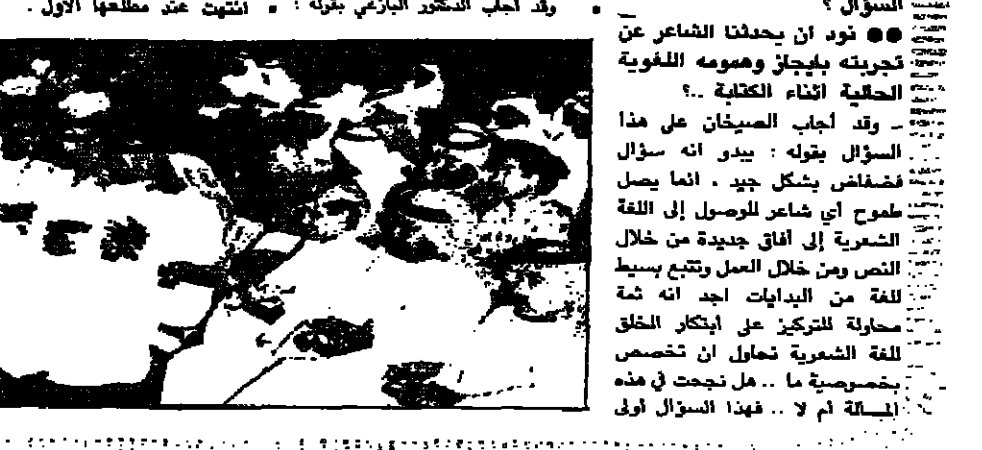 السؤال ؟
●● نود ان يحدثنا الشاعر عن
تجربته بايجاز وهمومه اللغوية
الحالية اثناء الكتابة ..؟
ـ وقد أجاب الصيخان على هذا
السؤال بقوله : يبدو انه سؤال
فضفاض بشكل جيد . انما يصل
طموح أي شاعر للوصول إلى اللغة
الشعرية إلى أفاق جديدة من خلال
النص ومن خلال العمل وتتبع بسيط
للغة من البدايات اجد انه ثمة
محاولة للتركيز على أبتكار الخلق
للغة الشعرية تحاول ان تخصص
بخصوصية ما .. هل نجحت في هذه
المسألة أم لا .. فهذا السؤال أولى
وقد أجاب الدكتور البازعي بقوله :
انتهت عند مطلعها الأول .